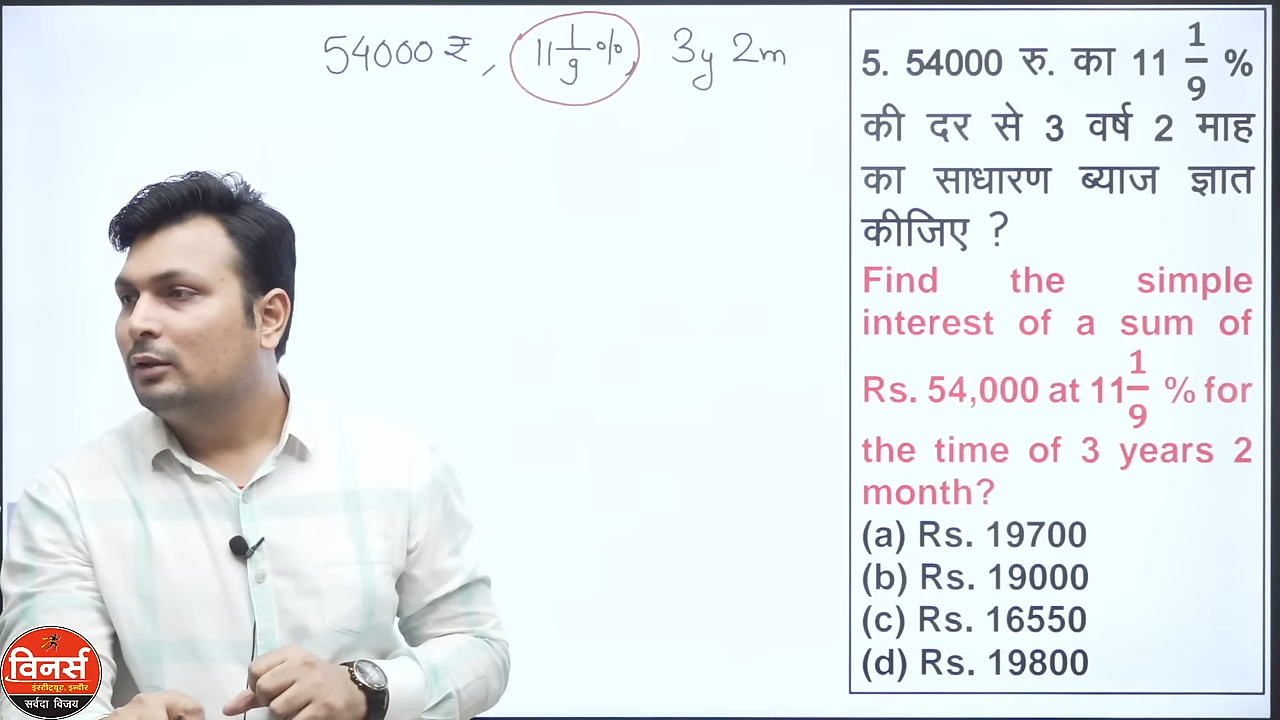 54000 ₹, 11 1/9 % 3y 2m
5. 54000 रु. का 11 1/9 %
की दर से 3 वर्ष 2 माह
का साधारण ब्याज ज्ञात
कीजिए ?
Find the simple
interest of a sum of
Rs. 54,000 at 11 1/9 % for
the time of 3 years 2
month?
(a) Rs. 19700
(b) Rs. 19000
(c) Rs. 16550
(d) Rs. 19800
विनर्स
इंस्टीट्यूट, इन्दौर
सर्वदा विजय